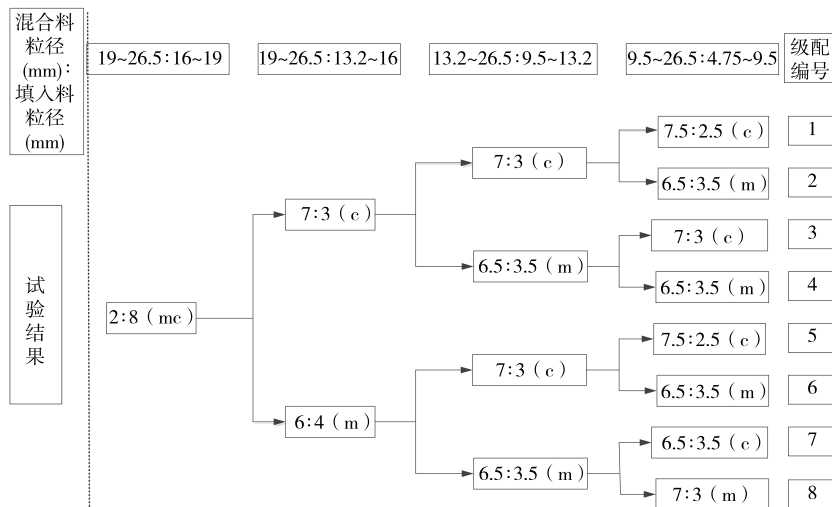 混合料
粒径
(mm)：
填入料
粒径
(mm)
19~26.5∶16~19
19~26.5∶13.2~16
13.2~26.5∶9.5~13.2
9.5~26.5∶4.75~9.5
级配
编号
7.5∶2.5（c）
1
7∶3（c）
6.5∶3.5（m）
2
7∶3（c）
7∶3（c）
3
6.5∶3.5（m）
6.5∶3.5（m）
4
试
验
结
果
2∶8（mc）
7.5∶2.5（c）
5
7∶3（c）
6.5∶3.5（m）
6
6∶4（m）
6.5∶3.5（c）
7
6.5∶3.5（m）
7∶3（m）
8